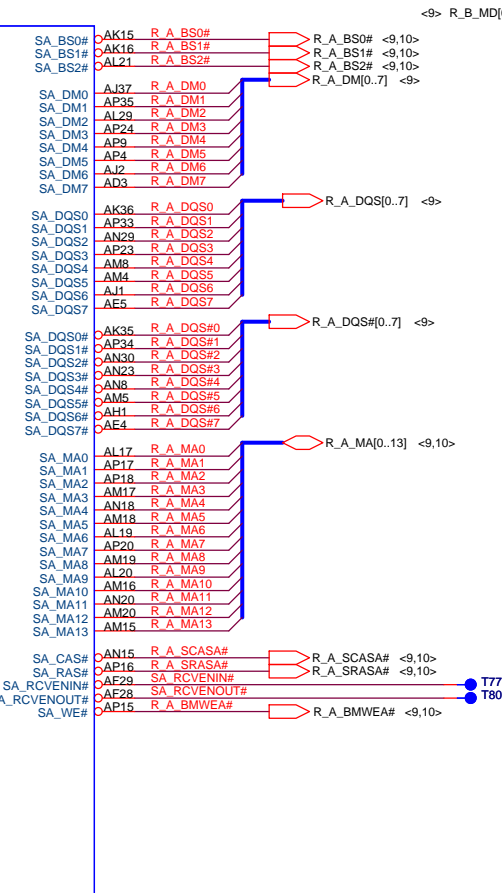 <9> R_B_MD[
SA_BS0# AK15 R_A_BS0# R_A_BS0# <9,10>
SA_BS1# AK16 R_A_BS1# R_A_BS1# <9,10>
SA_BS2# AL21 R_A_BS2# R_A_BS2# <9,10>
R_A_DM[0..7] <9>
SA_DM0 AJ37 R_A_DM0
SA_DM1 AP35 R_A_DM1
SA_DM2 AL29 R_A_DM2
SA_DM3 AP24 R_A_DM3
SA_DM4 AP9 R_A_DM4
SA_DM5 AP4 R_A_DM5
SA_DM6 AJ2 R_A_DM6
SA_DM7 AD3 R_A_DM7
R_A_DQS[0..7] <9>
SA_DQS0 AK36 R_A_DQS0
SA_DQS1 AP33 R_A_DQS1
SA_DQS2 AN29 R_A_DQS2
SA_DQS3 AP23 R_A_DQS3
SA_DQS4 AM8 R_A_DQS4
SA_DQS5 AM4 R_A_DQS5
SA_DQS6 AJ1 R_A_DQS6
SA_DQS7 AE5 R_A_DQS7
R_A_DQS#[0..7] <9>
SA_DQS0# AK35 R_A_DQS#0
SA_DQS1# AP34 R_A_DQS#1
SA_DQS2# AN30 R_A_DQS#2
SA_DQS3# AN23 R_A_DQS#3
SA_DQS4# AN8 R_A_DQS#4
SA_DQS5# AM5 R_A_DQS#5
SA_DQS6# AH1 R_A_DQS#6
SA_DQS7# AE4 R_A_DQS#7
R_A_MA[0..13] <9,10>
SA_MA0 AL17 R_A_MA0
SA_MA1 AP17 R_A_MA1
SA_MA2 AP18 R_A_MA2
SA_MA3 AM17 R_A_MA3
SA_MA4 AN18 R_A_MA4
SA_MA5 AM18 R_A_MA5
SA_MA6 AL19 R_A_MA6
SA_MA7 AP20 R_A_MA7
SA_MA8 AM19 R_A_MA8
SA_MA9 AL20 R_A_MA9
SA_MA10 AM16 R_A_MA10
SA_MA11 AN20 R_A_MA11
SA_MA12 AM20 R_A_MA12
SA_MA13 AM15 R_A_MA13
SA_CAS# AN15 R_A_SCASA# R_A_SCASA# <9,10>
SA_RAS# AP16 R_A_SRASA# R_A_SRASA# <9,10>
SA_RCVENIN# AF29 SA_RCVENIN# T77
A_RCVENOUT# AF28 SA_RCVENOUT# T80
SA_WE# AP15 R_A_BMWE# R_A_BMWEA# <9,10>